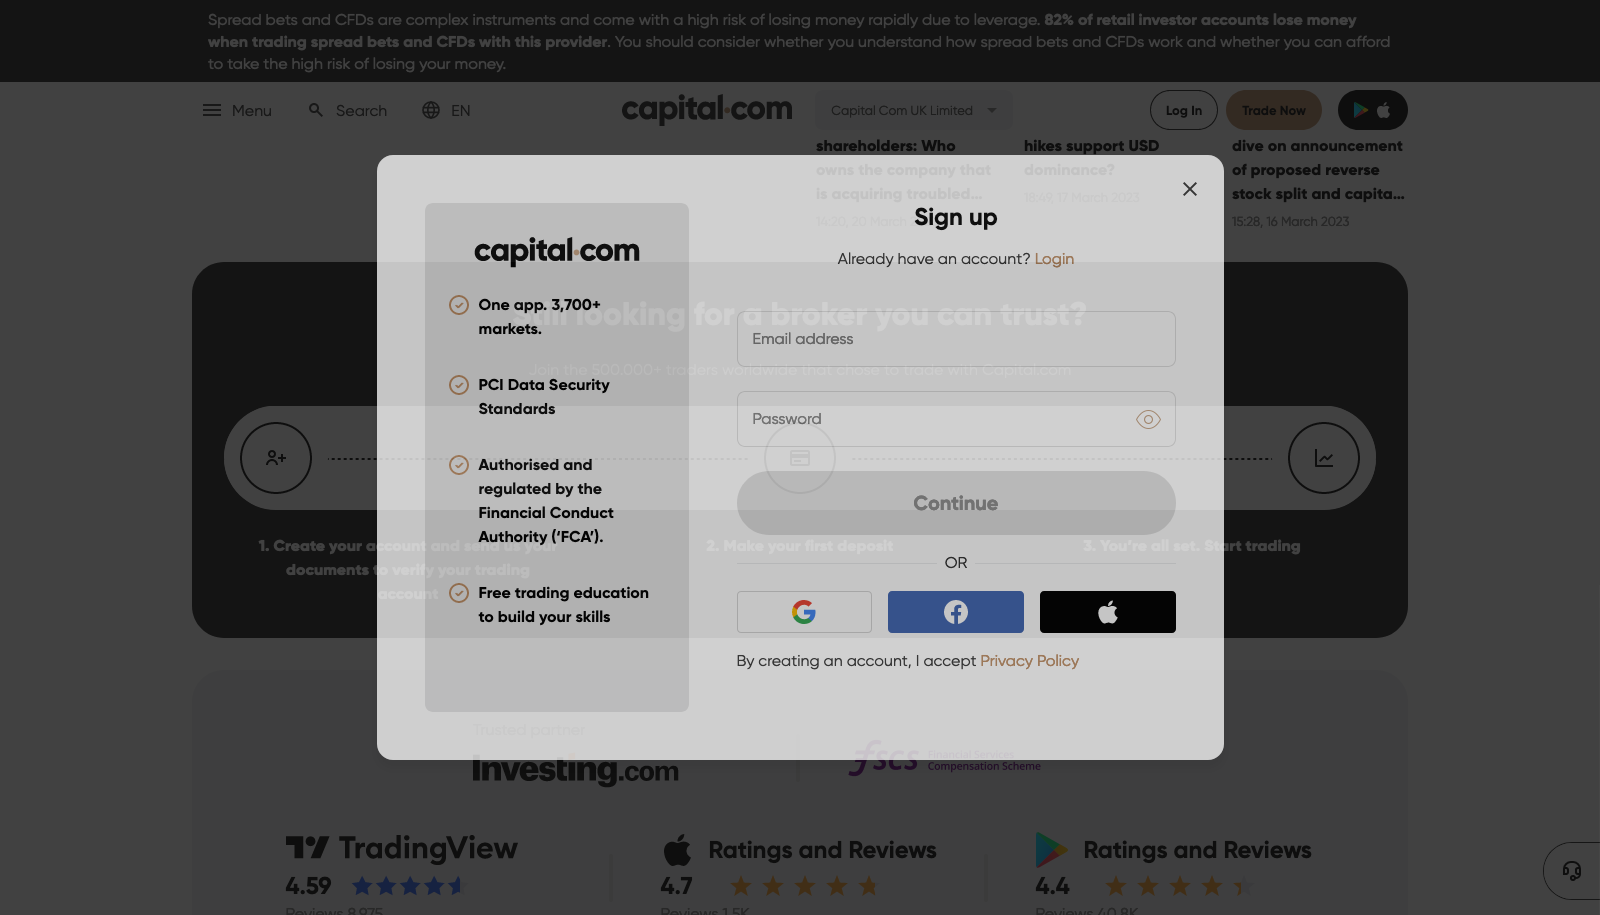 Spread bets and CFDs are complex instruments and come with a high risk of losing money rapidly due to leverage. 82% of retail investor accounts lose money
when trading spread bets and CFDs with this provider. You should consider whether you understand how spread bets and CFDs work and whether you can afford
to take the high risk of losing your money.
Menu
Search
EN
capital.com
Capital Com UK Limited
Log In
Trade Now
shareholders: Who
owns the company that
is acquiring troubled...
14:20, 20 March
hikes support USD
dominance?
18:49, 17 March 2023
dive on announcement
of proposed reverse
stock split and capita...
15:28, 16 March 2023
capital.com
One app. 3,700+
markets.
PCI Data Security
Standards
Authorised and
regulated by the
Financial Conduct
Authority (‘FCA’).
Free trading education
to build your skills
Sign up
Already have an account? Login
Email address
Password
Continue
OR
By creating an account, I accept Privacy Policy
Still looking for a broker you can trust?
Join the 500.000+ traders worldwide that chose to trade with Capital.com
1. Create your account and send us your
documents to verify your trading
account
2. Make your first deposit
3. You're all set. Start trading
Trusted partner
Investing.com
fscs
Financial Services
Compensation Scheme
TradingView
4.59
Reviews 8,975
Ratings and Reviews
4.7
Reviews 1.5K
Ratings and Reviews
4.4
Reviews 40.8K